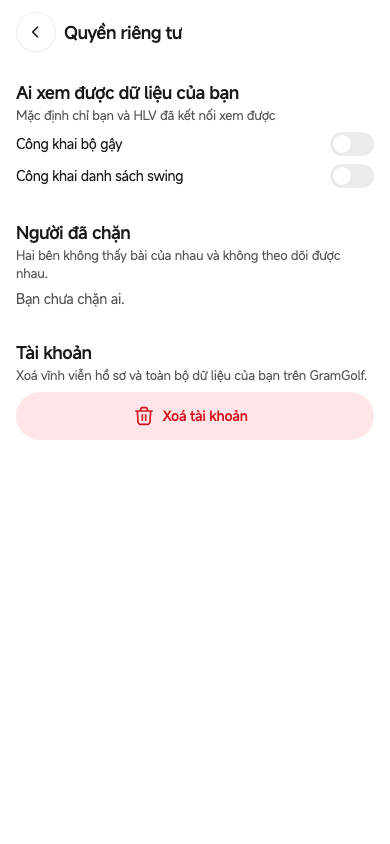 Quyền riêng tư
Ai xem được dữ liệu của bạn
Mặc định chỉ bạn và HLV đã kết nối xem được
Công khai bộ gậy
Công khai danh sách swing
Người đã chặn
Hai bên không thấy bài của nhau và không theo dõi được
nhau.
Bạn chưa chặn ai.
Tài khoản
Xoá vĩnh viễn hồ sơ và toàn bộ dữ liệu của bạn trên GramGolf.
Xoá tài khoản